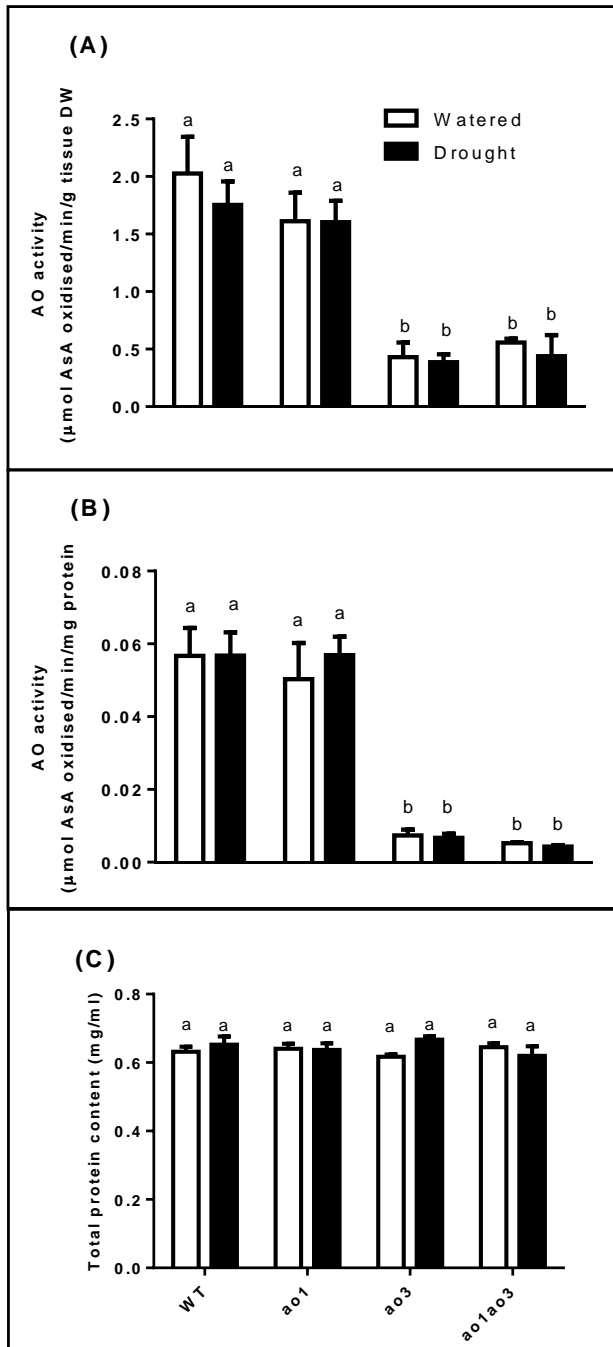 (A)
AO activity
(µmol AsA oxidised/min/g tissue DW
2.5
2.0
1.5
1.0
0.5
0.0
a
a
a
a
b
b
b
b
Watered
Drought
(B)
AO activity
(µmol AsA oxidised/min/mg protein
0.08
0.06
0.04
0.02
0.00
a
a
a
a
b
b
b
b
(C)
Total protein content (mg/ml)
0.8
0.6
0.4
0.2
0.0
a
a
a
a
a
a
a
a
WT
ao1
ao3
ao1ao3